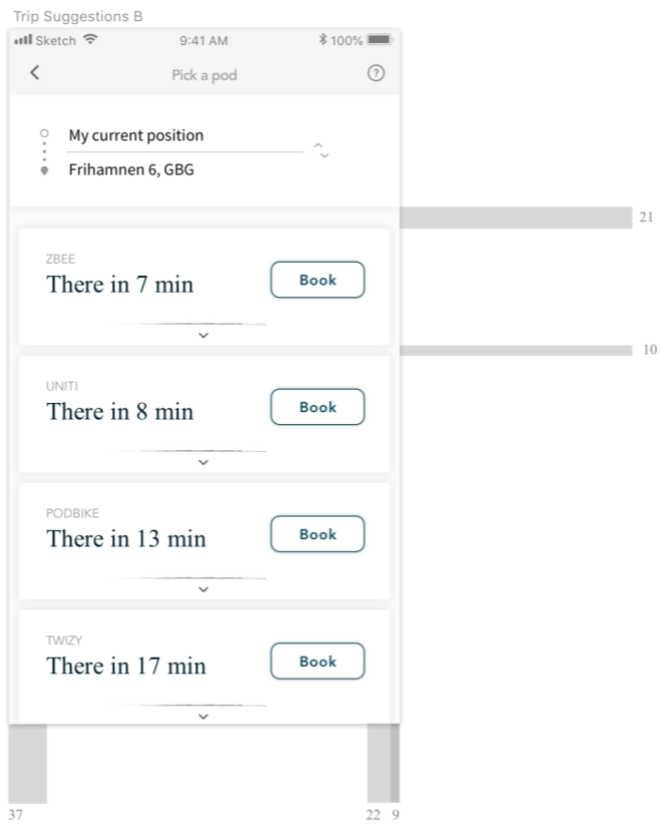 Trip Suggestions B
Sketch 9:41 AM 100%
Pick a pod ?
My current position
Frihamnen 6, GBG
21
ZBEE
There in 7 min Book
10
UNITI
There in 8 min Book
PODBIKE
There in 13 min Book
TWIZY
There in 17 min Book
37 22 9